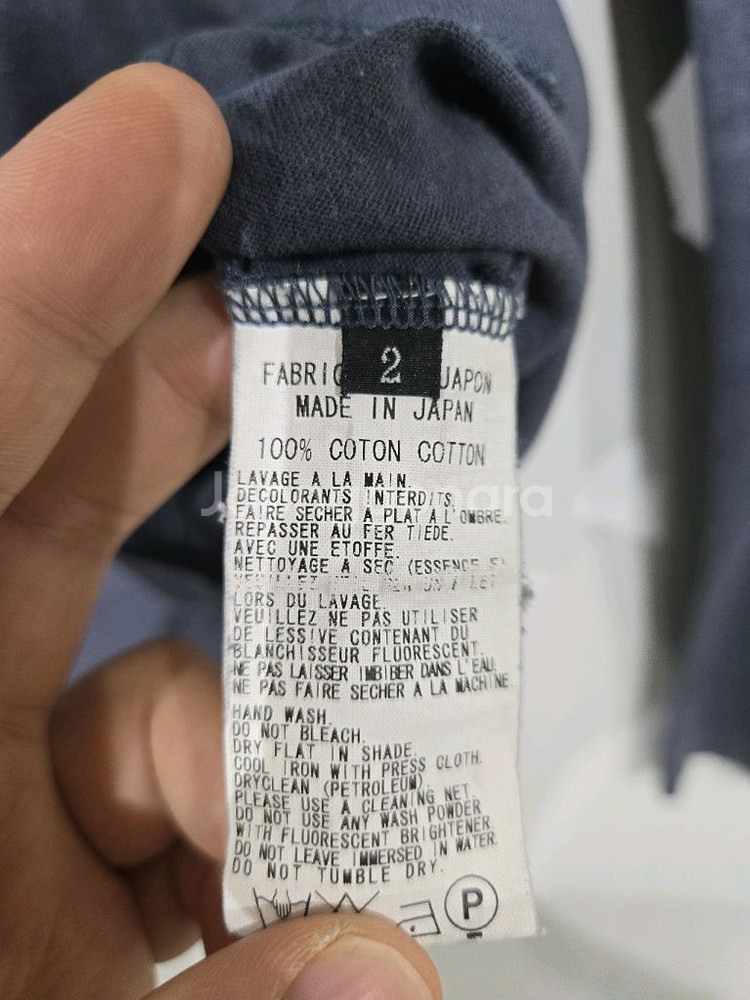 2
FABRIC JAPON
MADE IN JAPAN
100% COTON COTTON
LAVAGE A LA MAIN.
DECOLORANTS INTERDITS.
FAIRE SECHER A PLAT A L'OMBRE.
REPASSER AU FER TIEDE.
AVEC UNE ETOFFE.
NETTOYAGE A SEC (ESSENCE F)
LORS DU LAVAGE.
VEUILLEZ NE PAS UTILISER
DE LESSIVE CONTENANT DU
BLANCHISSEUR FLUORESCENT.
NE PAS LAISSER IMBIBER DANS L'EAU.
NE PAS FAIRE SECHER A LA MACHINE.
HAND WASH.
DO NOT BLEACH.
DRY FLAT IN SHADE.
COOL IRON WITH PRESS CLOTH.
DRYCLEAN (PETROLEUM)
PLEASE USE A CLEANING NET.
DO NOT USE ANY WASH POWDER
WITH FLUORESCENT BRIGHTENER.
DO NOT LEAVE IMMERSED IN WATER.
DO NOT TUMBLE DRY.
P